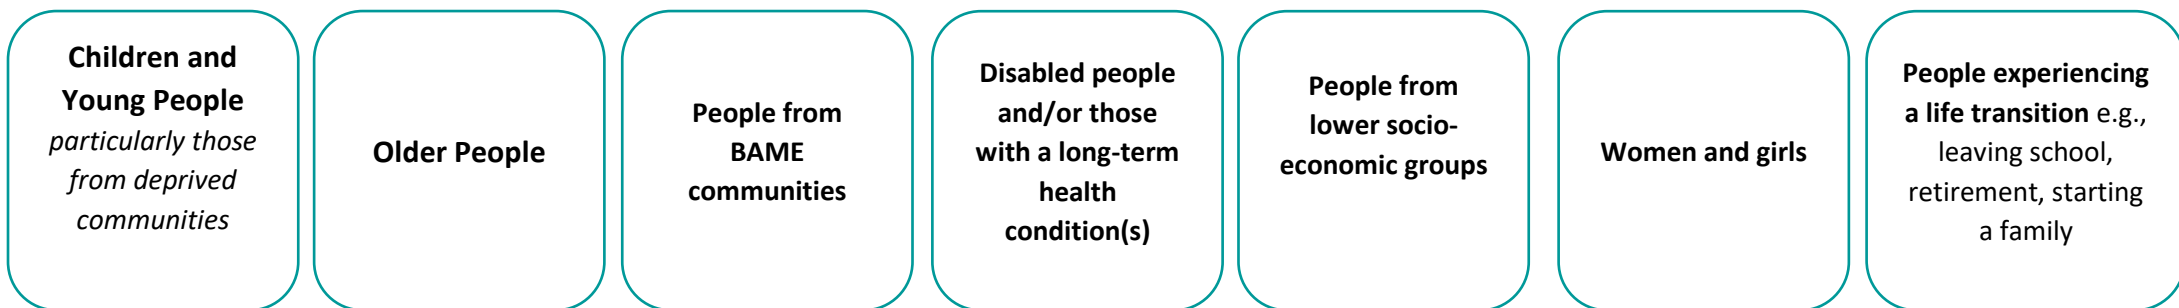 Children and
Young People
particularly those
from deprived
communities
Older People
People from
BAME
communities
Disabled people
and/or those
with a long-term
health
condition(s)
People from
lower socio-
economic groups
Women and girls
People experiencing
a life transition e.g.,
leaving school,
retirement, starting
a family